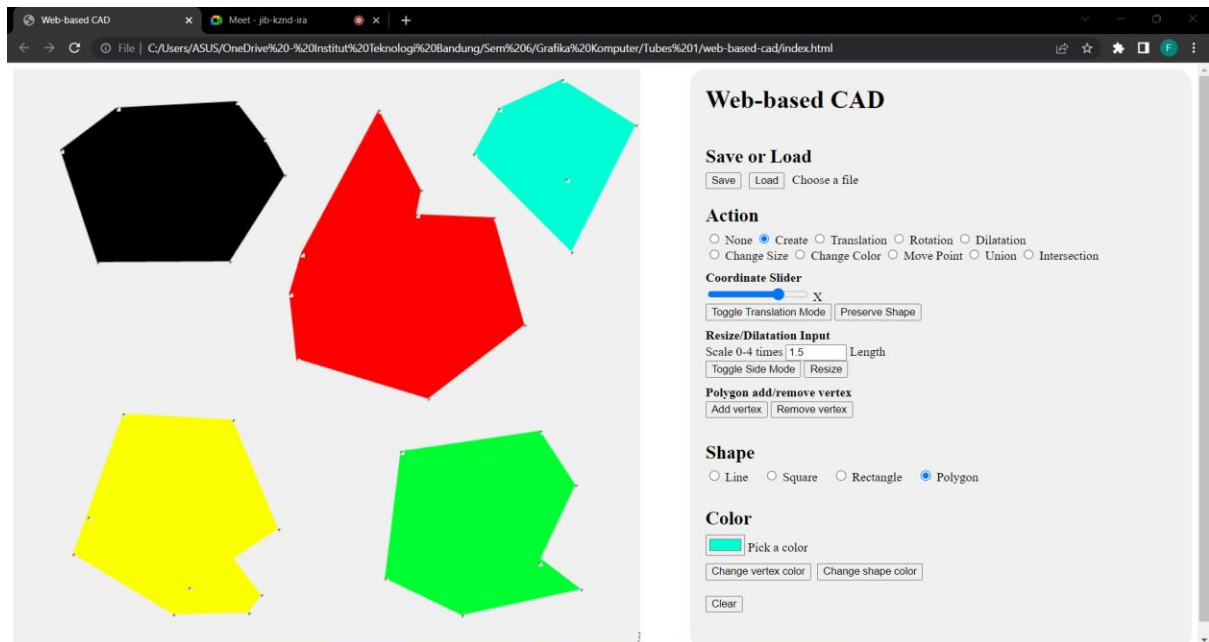 Web-based CAD
Meet - jib-kznd-ira
File | C:/Users/ASUS/OneDrive%20-%20Institut%20Teknologi%20Bandung/Sem%206/Grafika%20Komputer/Tubes%201/web-based-cad/index.html
F
Web-based CAD
Save or Load
Save Load Choose a file
Action
None Create Translation Rotation Dilatation
Change Size Change Color Move Point Union Intersection
Coordinate Slider
X
Toggle Translation Mode Preserve Shape
Resize/Dilatation Input
Scale 0-4 times 1.5 Length
Toggle Side Mode Resize
Polygon add/remove vertex
Add vertex Remove vertex
Shape
Line Square Rectangle Polygon
Color
Pick a color
Change vertex color Change shape color
Clear